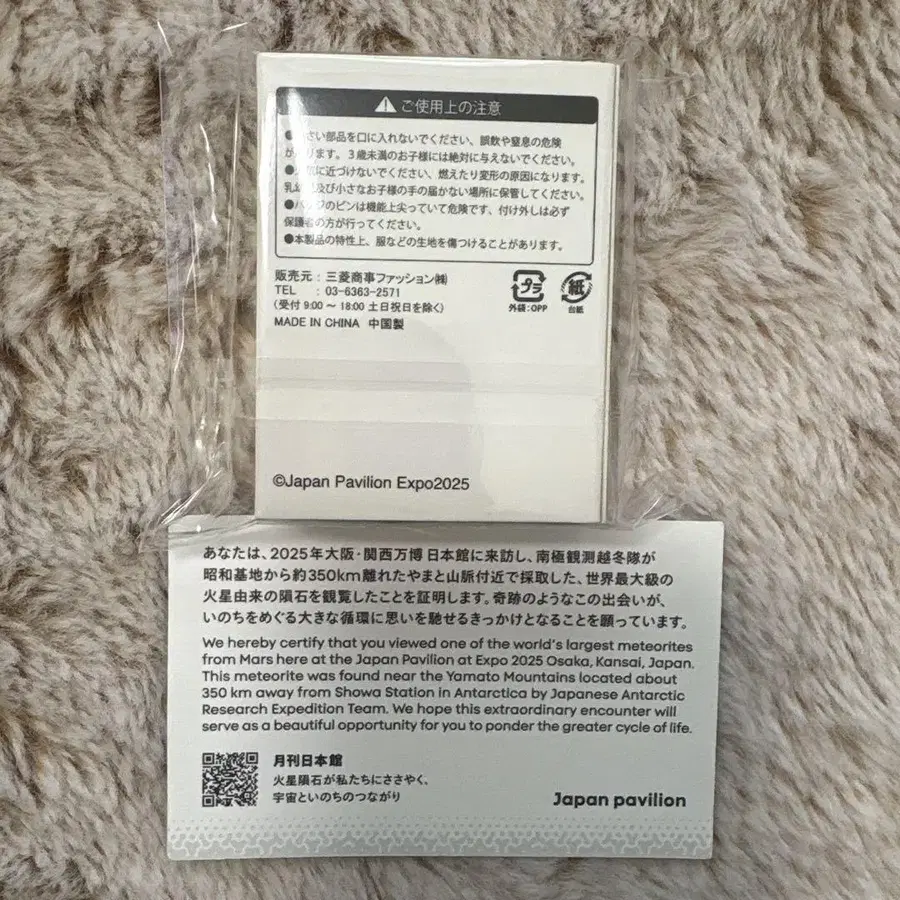 ⚠ ご使用上の注意
さい部品を口に入れないでください、誤飲や窒息の危険
があります。3歳未満のお子様には絶対に与えないでください。
に近づけないでください、燃えたり変形の原因になります。
及び小さなお子様の手の届かない場所に保管してください。
●バッジのピンは機能上尖っていて危険です、付け外しは必ず
保護者の方が行ってください。
●本製品の特性上、服などの生地を傷つけることがあります。
販売元：三菱商事ファッション㈱
TEL ：03-6363-2571
(受付 9:00 ～ 18:00 土日祝日を除く)
MADE IN CHINA 中国製
プラ
外袋：OPP
紙
台紙
©Japan Pavilion Expo2025
あなたは、2025年大阪・関西万博 日本館に来訪し、南極観測越冬隊が
昭和基地から約350km離れたやまと山脈付近で採取した、世界最大級の
火星由来の隕石を観覧したことを証明します。奇跡のようなこの出会いが、
いのちをめぐる大きな循環に思いを馳せるきっかけとなることを願っています。
We hereby certify that you viewed one of the world's largest meteorites
from Mars here at the Japan Pavilion at Expo 2025 Osaka, Kansai, Japan.
This meteorite was found near the Yamato Mountains located about
350 km away from Showa Station in Antarctica by Japanese Antarctic
Research Expedition Team. We hope this extraordinary encounter will
serve as a beautiful opportunity for you to ponder the greater cycle of life.
月刊日本館
火星隕石が私たちにささやく、
宇宙といのちのつながり
Japan pavilion